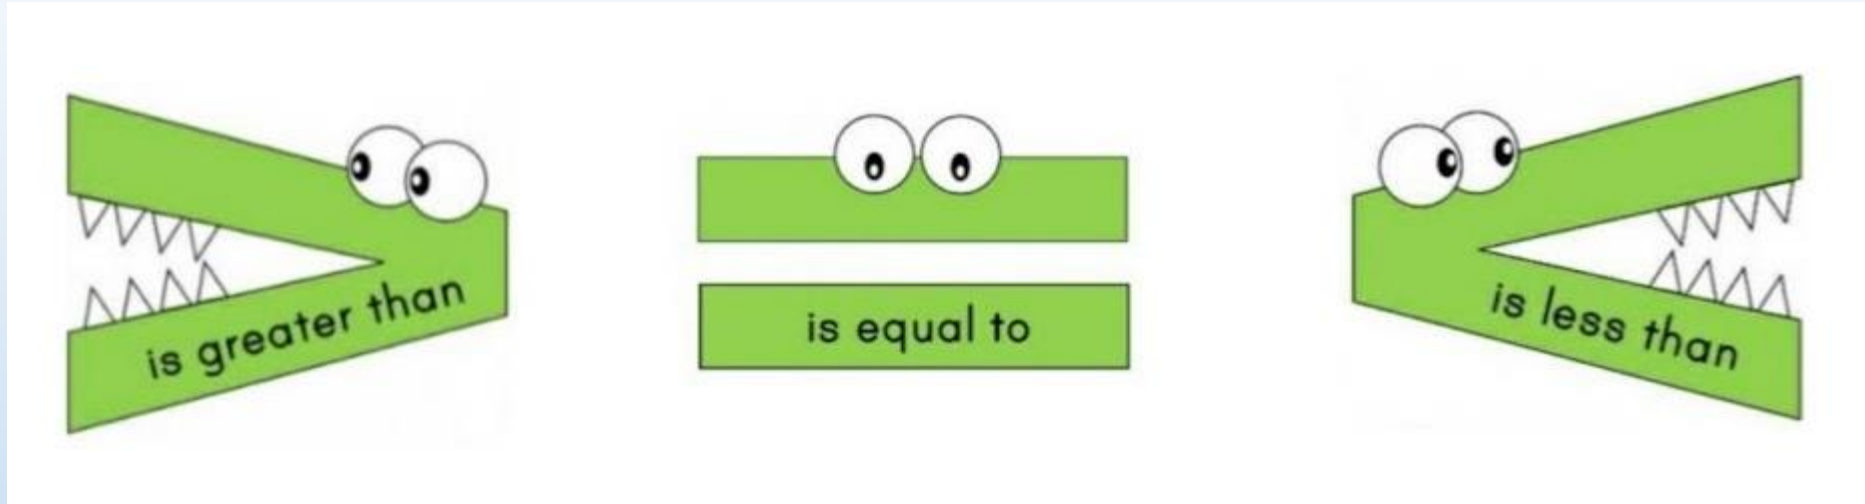 is greater than
is equal to
is less than